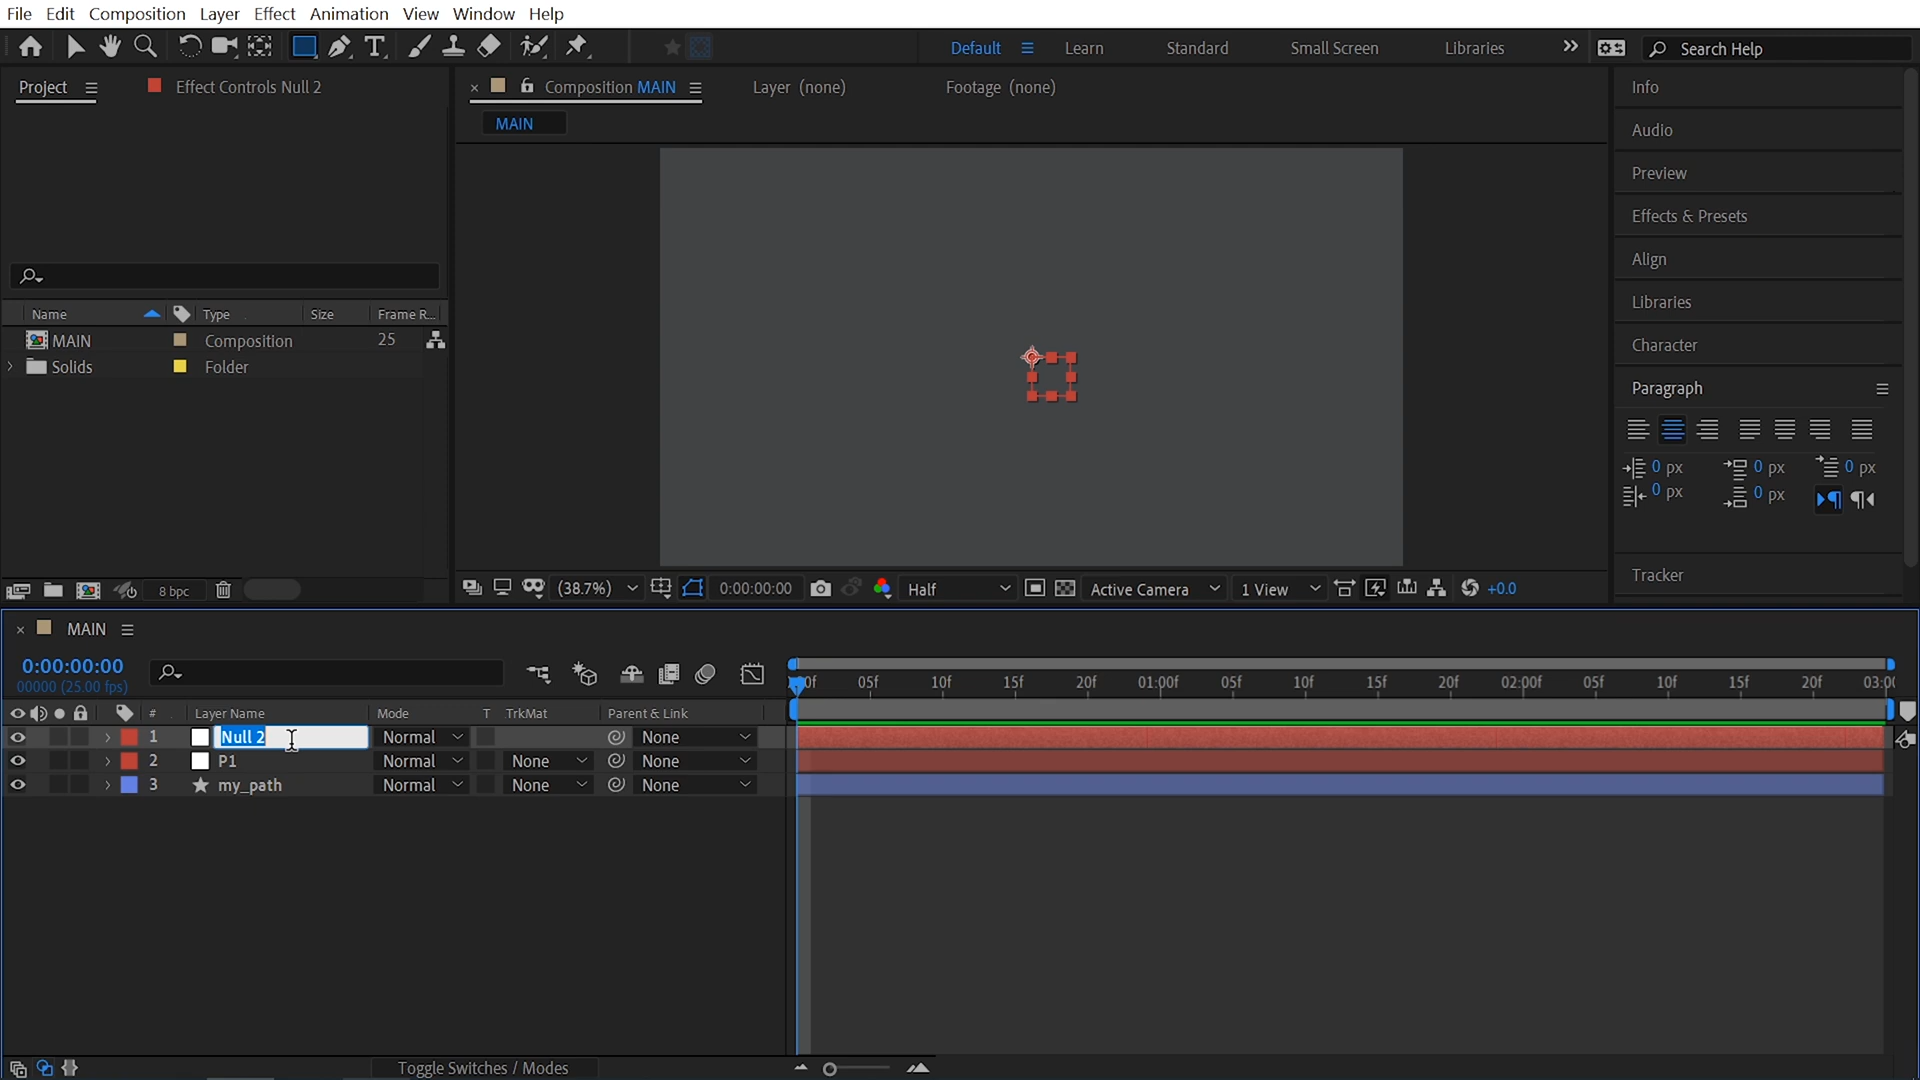 File Edit Composition Layer Effect Animation View Window Help
Default Learn Standard Small Screen Libraries Search Help
Project Effect Controls Null 2
Composition MAIN Layer (none) Footage (none)
MAIN
Info
Audio
Preview
Effects & Presets
Align
Libraries
Character
Paragraph
0 px 0 px 0 px
0 px 0 px
Tracker
Name Type Size Frame R...
MAIN Composition 25
Solids Folder
8 bpc
(38.7%) 0:00:00:00 Half Active Camera 1 View +0.0
MAIN
0:00:00:00
00000 (25.00 fps)
05f 10f 15f 20f 01:00f 05f 10f 15f 20f 02:00f 05f 10f 15f 20f
# Layer Name Mode T TrkMat Parent & Link
1 Null 2 Normal None
2 P1 Normal None None
3 my_path Normal None None
Toggle Switches / Modes